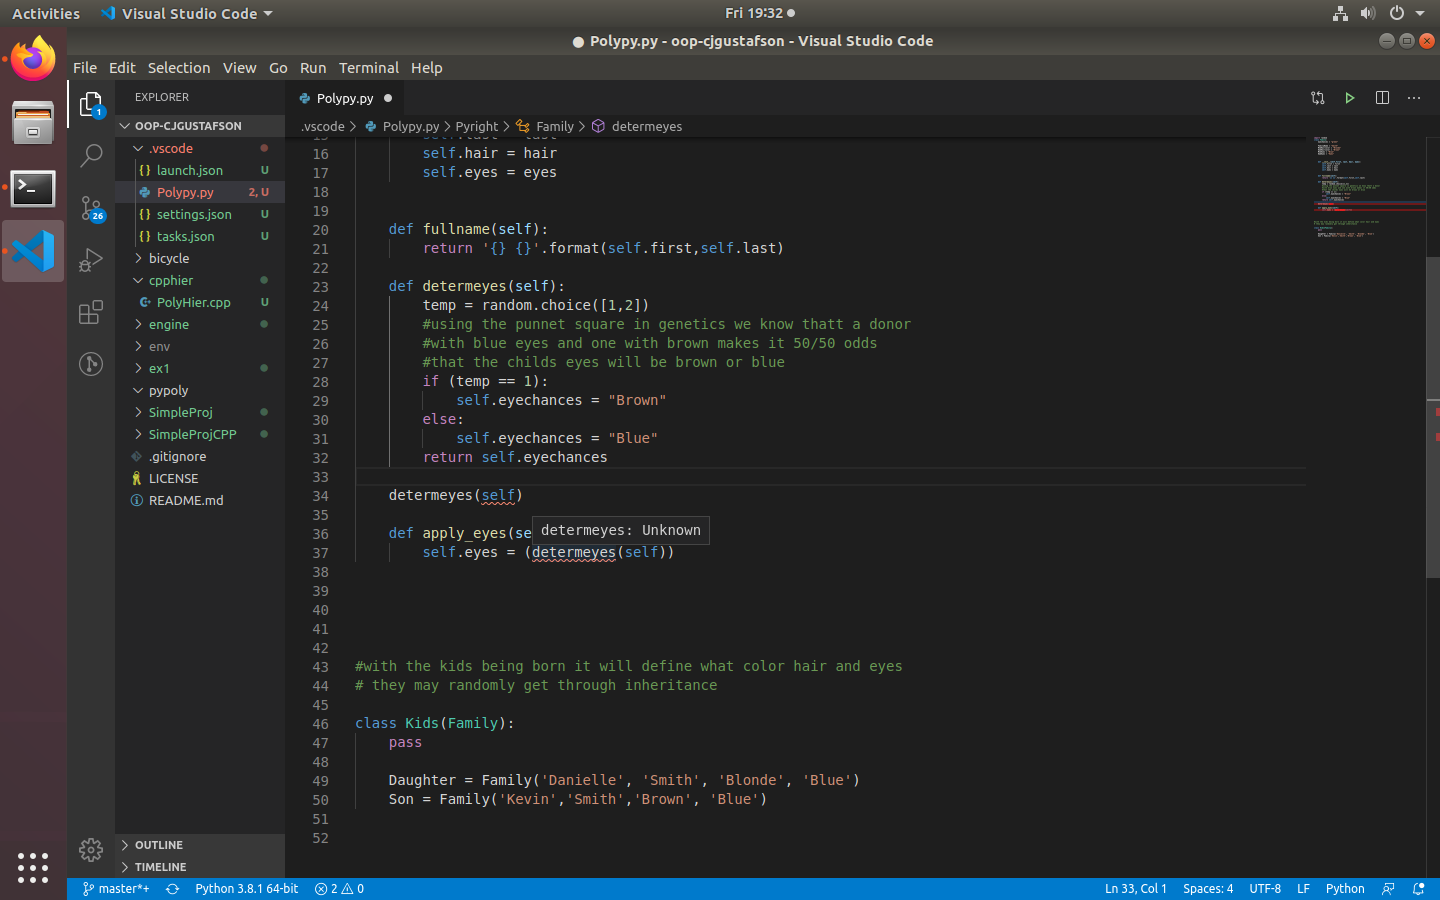 Activities Visual Studio Code Fri 19:32
Polypy.py - oop-cjgustafson - Visual Studio Code
File Edit Selection View Go Run Terminal Help
EXPLORER
OOP-CJGUSTAFSON
.vscode
launch.json U
Polypy.py 2, U
settings.json U
tasks.json U
bicycle
cpphier
PolyHier.cpp U
engine
env
ex1
pypoly
SimpleProj
SimpleProjCPP
.gitignore
LICENSE
README.md
OUTLINE
TIMELINE
1
26
Polypy.py
.vscode > Polypy.py > Pyright > Family > determeyes
16 self.hair = hair
17 self.eyes = eyes
18
19
20 def fullname(self):
21 return '{} {}'.format(self.first,self.last)
22
23 def determeyes(self):
24 temp = random.choice([1,2])
25 #using the punnet square in genetics we know thatt a donor
26 #with blue eyes and one with brown makes it 50/50 odds
27 #that the childs eyes will be brown or blue
28 if (temp == 1):
29 self.eyechances = "Brown"
30 else:
31 self.eyechances = "Blue"
32 return self.eyechances
33
34 determeyes(self)
35
36 def apply_eyes(se
determeyes: Unknown
37 self.eyes = (determeyes(self))
38
39
40
41
42
43 #with the kids being born it will define what color hair and eyes
44 # they may randomly get through inheritance
45
46 class Kids(Family):
47 pass
48
49 Daughter = Family('Danielle', 'Smith', 'Blonde', 'Blue')
50 Son = Family('Kevin','Smith','Brown', 'Blue')
51
52
master*+ Python 3.8.1 64-bit 2 0 Ln 33, Col 1 Spaces: 4 UTF-8 LF Python